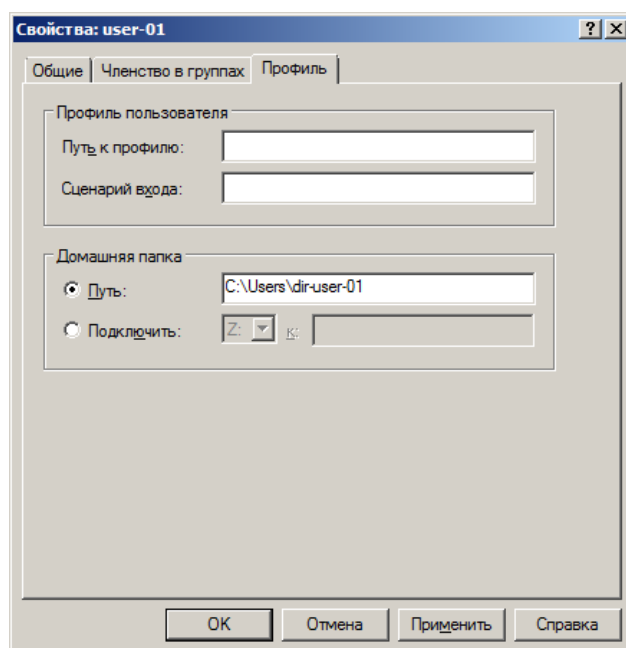 Свойства: user-01
? ×
Общие Членство в группах Профиль
Профиль пользователя
Путь к профилю:
Сценарий входа:
Домашняя папка
Путь: C:\Users\dir-user-01
Подключить: Z: к:
OK Отмена Применить Справка